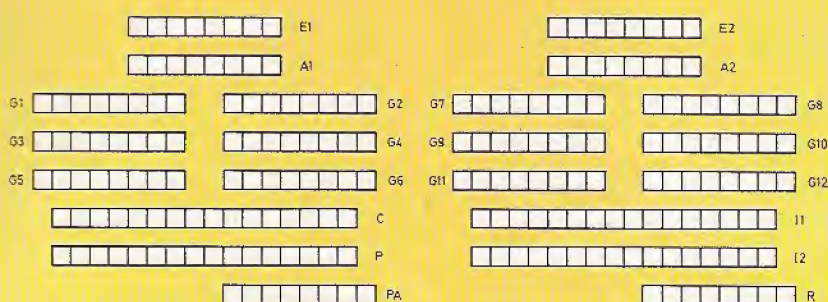 E1 E2
A1 A2
G1 G2 G7 G8
G3 G4 G9 G10
G5 G6 G11 G12
C I1
P I2
PA R